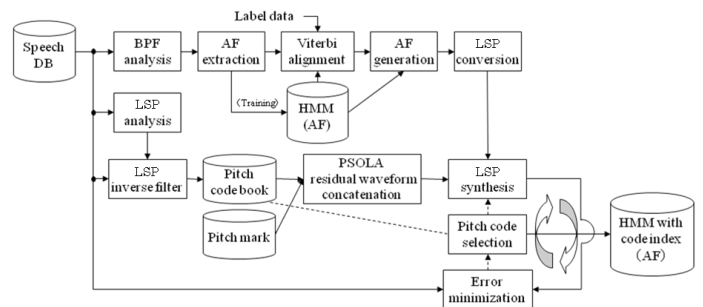 Label data
Speech
DB
BPF
analysis
AF
extraction
Viterbi
alignment
AF
generation
LSP
conversion
(Training)
HMM
(AF)
LSP
analysis
LSP
inverse filter
Pitch
code book
PSOLA
residual waveform
concatenation
LSP
synthesis
Pitch mark
Pitch code
selection
HMM with
code index
(AF)
Error
minimization